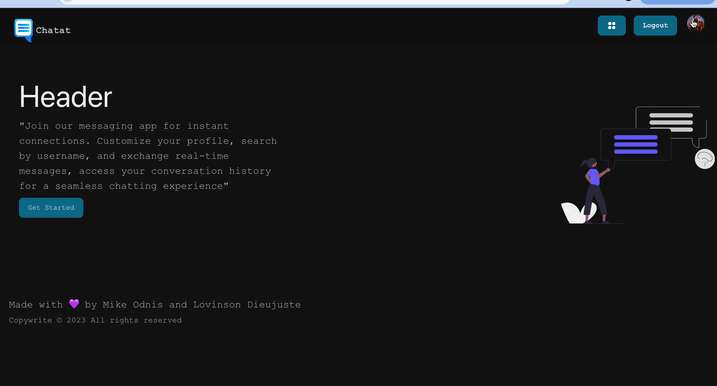 Chatat
Logout
Header
"Join our messaging app for instant
connections. Customize your profile, search
by username, and exchange real-time
messages, access your conversation history
for a seamless chatting experience"
Get Started
Made with 💜 by Mike Odnis and Lovinson Dieujuste
Copywrite © 2023 All rights reserved